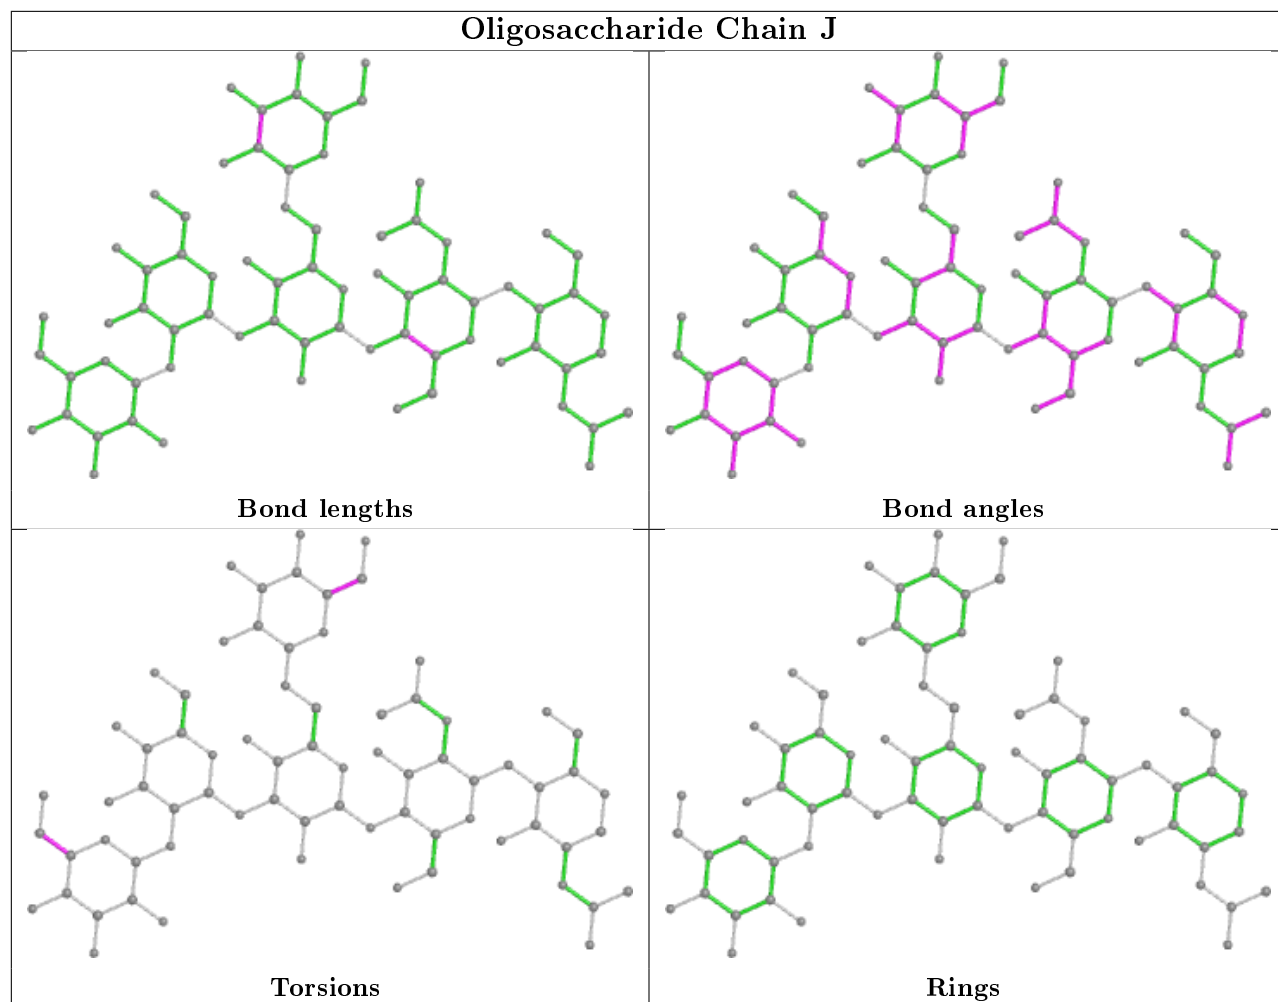 Oligosaccharide Chain J
Bond lengths
Bond angles
Torsions
Rings